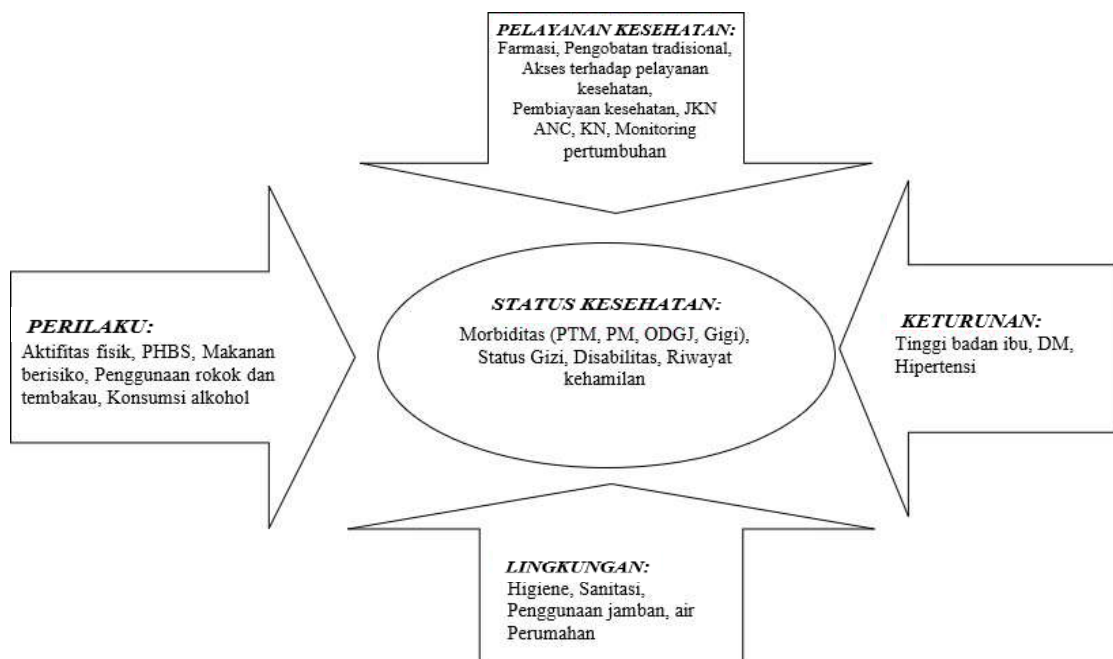 PELAYANAN KESEHATAN:
Farmasi, Pengobatan tradisional,
Akses terhadap pelayanan
kesehatan,
Pembiayaan kesehatan, JKN
ANC, KN, Monitoring
pertumbuhan
PERILAKU:
Aktifitas fisik, PHBS, Makanan
berisiko, Penggunaan rokok dan
tembakau, Konsumsi alkohol
STATUS KESEHATAN:
Morbiditas (PTM, PM, ODGJ, Gigi),
Status Gizi, Disabilitas, Riwayat
kehamilan
KETURUNAN:
Tinggi badan ibu, DM,
Hipertensi
LINGKUNGAN:
Higiene, Sanitasi,
Penggunaan jamban, air
Perumahan